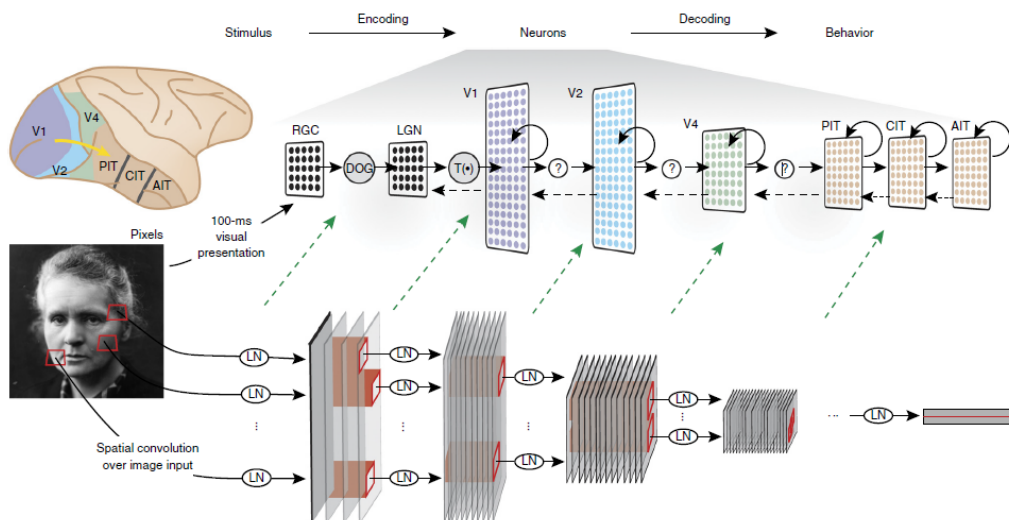 Stimulus
Encoding
Neurons
Decoding
Behavior
V1
V2
V4
PIT
CIT
AIT
RGC
DOG
LGN
T(•)
V1
?
V2
?
V4
?
PIT
CIT
AIT
100-ms
visual
presentation
Pixels
LN
LN
...
LN
LN
LN
...
LN
LN
...
LN
LN
...
LN
...
LN
Spatial convolution
over image input